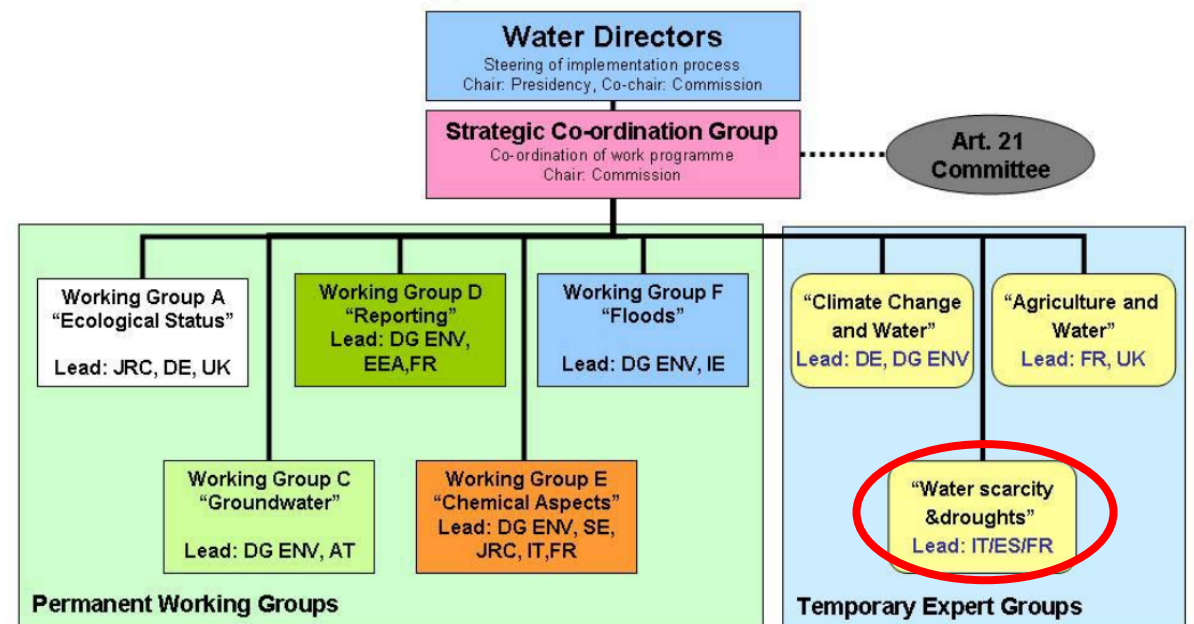 Water Directors
Steering of implementation process
Chair: Presidency, Co-chair: Commission
Strategic Co-ordination Group
Co-ordination of work programme
Chair: Commission
Art. 21
Committee
Working Group A
“Ecological Status”
Lead: JRC, DE, UK
Working Group D
“Reporting”
Lead: DG ENV,
EEA,FR
Working Group F
“Floods”
Lead: DG ENV, IE
“Climate Change
and Water”
Lead: DE, DG ENV
“Agriculture and
Water”
Lead: FR, UK
Working Group C
“Groundwater”
Lead: DG ENV, AT
Working Group E
“Chemical Aspects”
Lead: DG ENV, SE,
JRC, IT,FR
“Water scarcity
&droughts”
Lead: IT/ES/FR
Permanent Working Groups
Temporary Expert Groups